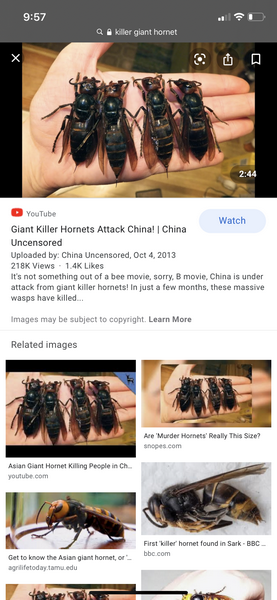 9:57
killer giant hornet
2:44
YouTube
Watch
Giant Killer Hornets Attack China! | China
Uncensored
Uploaded by: China Uncensored, Oct 4, 2013
218K Views · 1.4K Likes
It's not something out of a bee movie, sorry, B movie, China is under
attack from giant killer hornets! In just a few months, these massive
wasps have killed...
Images may be subject to copyright. Learn More
Related images
Asian Giant Hornet Killing People in Ch...
youtube.com
Are 'Murder Hornets' Really This Size?
snopes.com
Get to know the Asian giant hornet, or '...
agrilifetoday.tamu.edu
First 'killer' hornet found in Sark - BBC ...
bbc.com